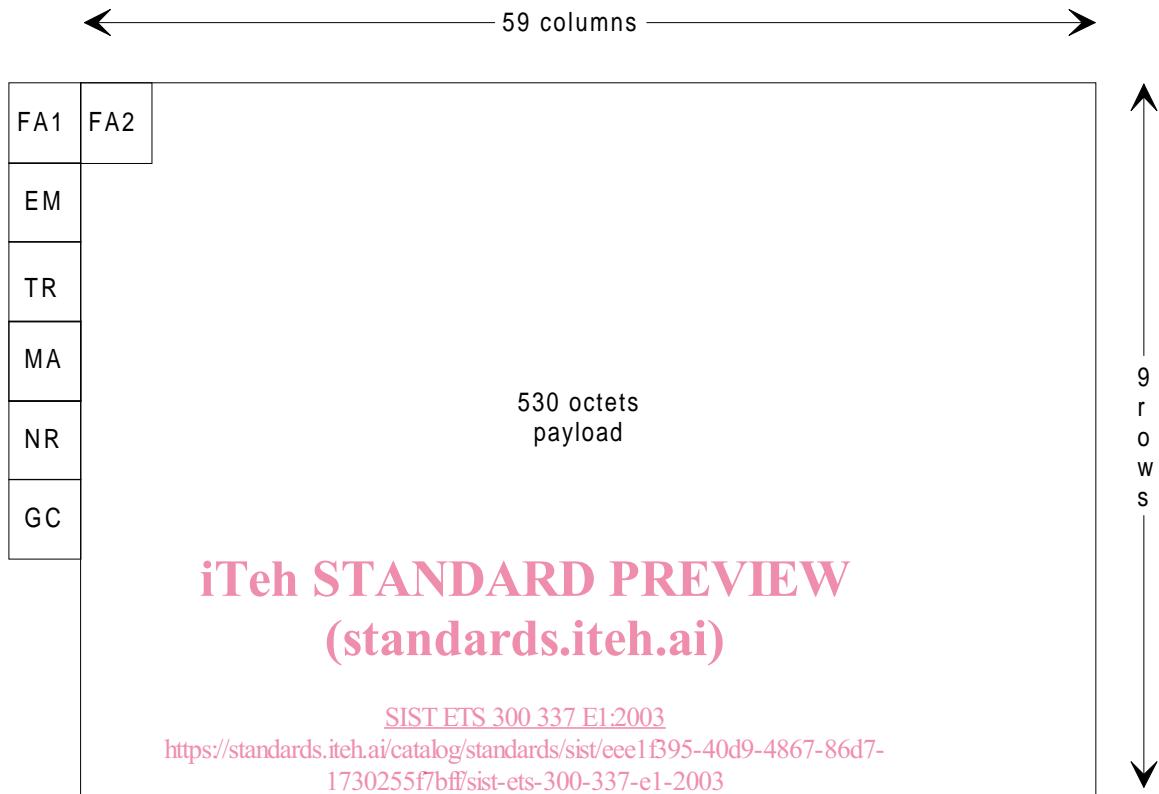 59 columns
FA1 FA2
EM
TR
MA
NR
GC
530 octets
payload
9
r
o
w
s
iTeh STANDARD PREVIEW
(standards.iteh.ai)
SIST ETS 300 337 E1:2003
https://standards.iteh.ai/catalog/standards/sist/eee1f395-40d9-4867-86d7-
1730255f7bff/sist-ets-300-337-e1-2003